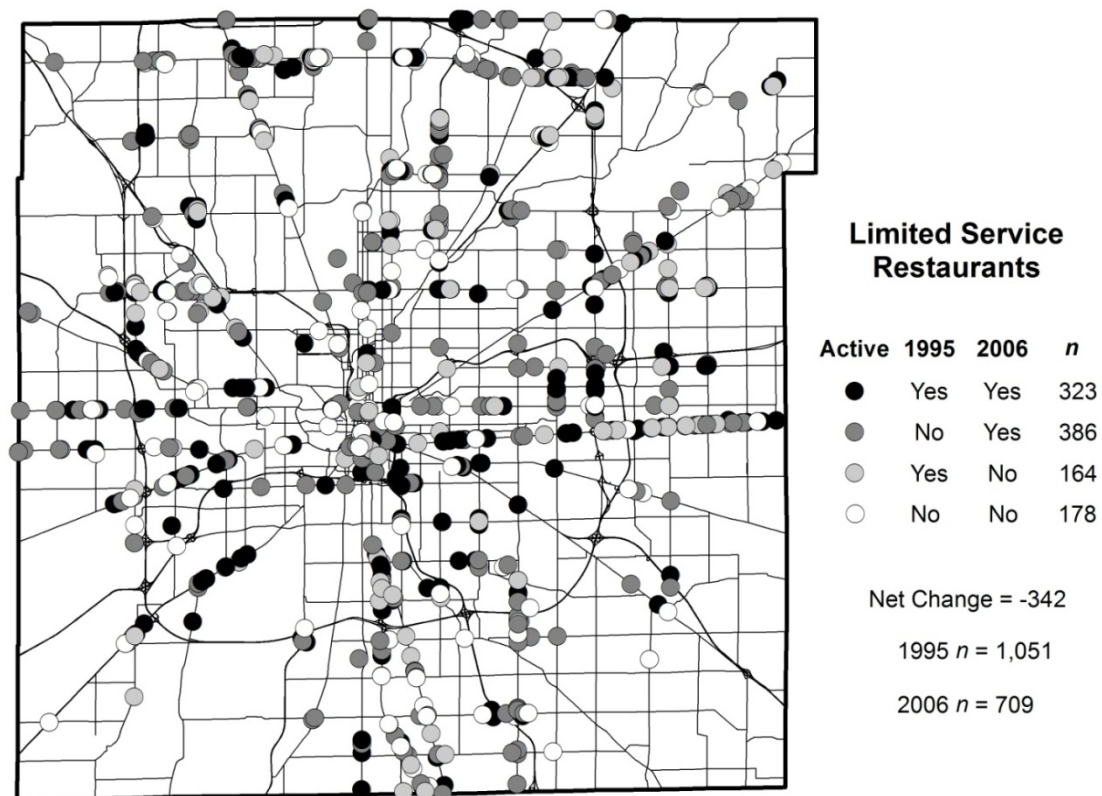 Limited Service
Restaurants
Active 1995 2006 n
Yes Yes 323
No Yes 386
Yes No 164
No No 178
Net Change = -342
1995 n = 1,051
2006 n = 709